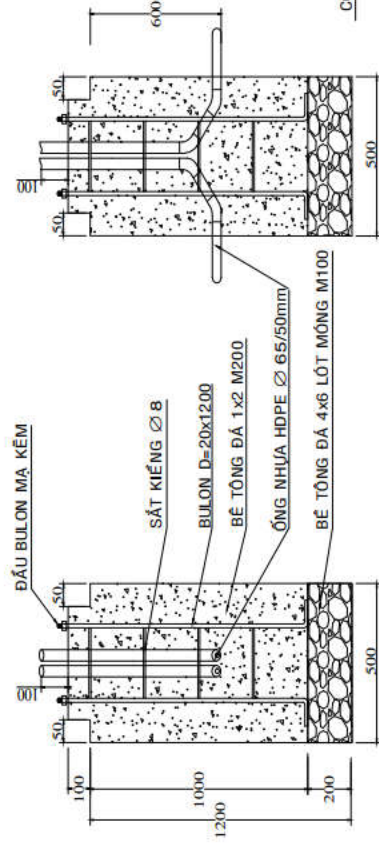 ĐẦU BULON MẠ KẼM
SẮT KIỀNG Ø 8
BULON D=20x1200
BÊ TÔNG ĐÁ 1x2 M200
ỐNG NHỰA HDPE Ø 65/50mm
BÊ TÔNG ĐÁ 4x6 LÓT MÓNG M100
50
100
50
100
1000
200
1200
500
50
100
50
600
500